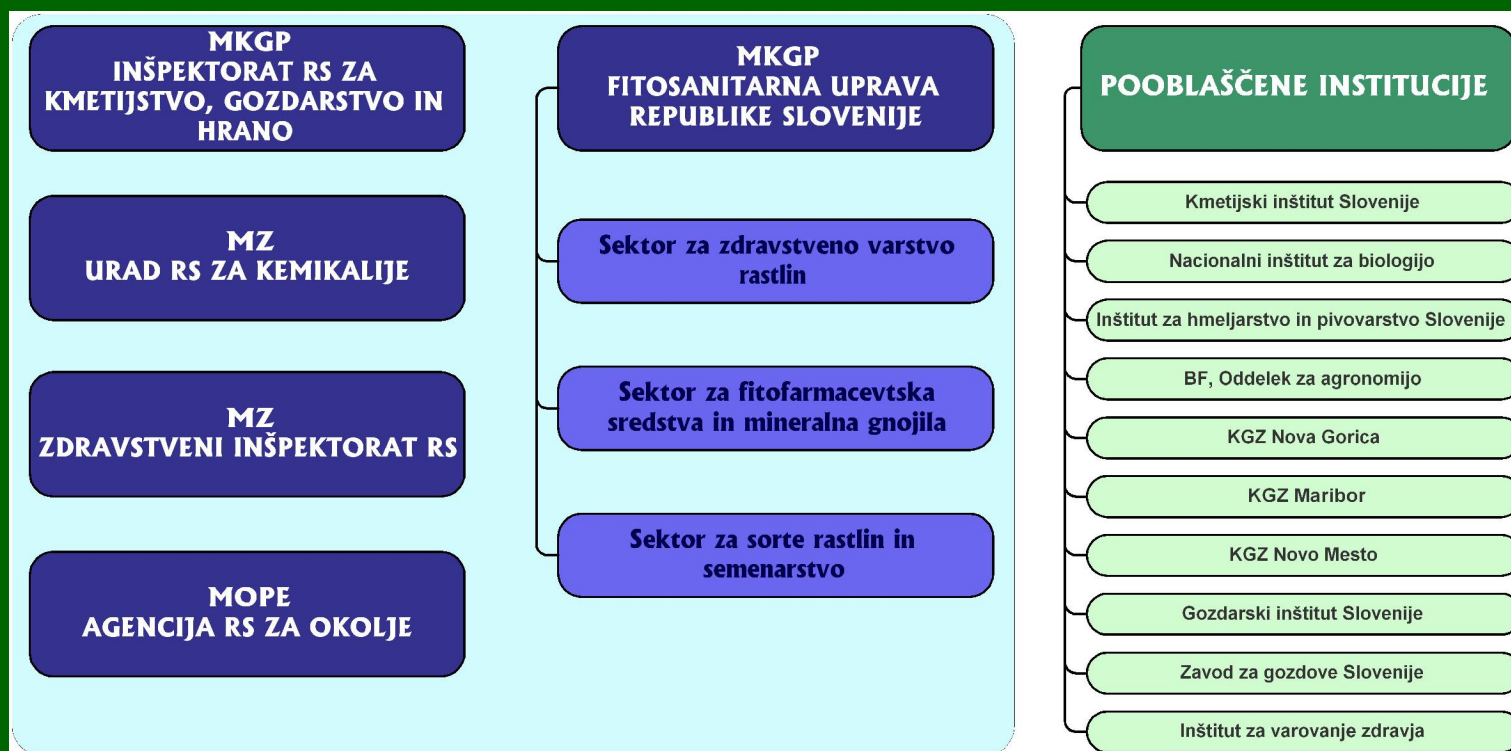 MKGP
INŠPEKTORAT RS ZA
KMETIJSTVO, GOZDARSTVO IN
HRANO
MZ
URAD RS ZA KEMIKALIJE
MZ
ZDRAVSTVENI INŠPEKTORAT RS
MOPE
AGENCIJA RS ZA OKOLJE
MKGP
FITOSANITARNA UPRAVA
REPUBLIKE SLOVENIJE
Sektor za zdravstveno varstvo
rastlin
Sektor za fitofarmacevtska
sredstva in mineralna gnojila
Sektor za sorte rastlin in
semenarstvo
POOBLAŠČENE INSTITUCIJE
Kmetijski inštitut Slovenije
Nacionalni inštitut za biologijo
Inštitut za hmeljarstvo in pivovarstvo Slovenije
BF, Oddelek za agronomijo
KGZ Nova Gorica
KGZ Maribor
KGZ Novo Mesto
Gozdarski inštitut Slovenije
Zavod za gozdove Slovenije
Inštitut za varovanje zdravja